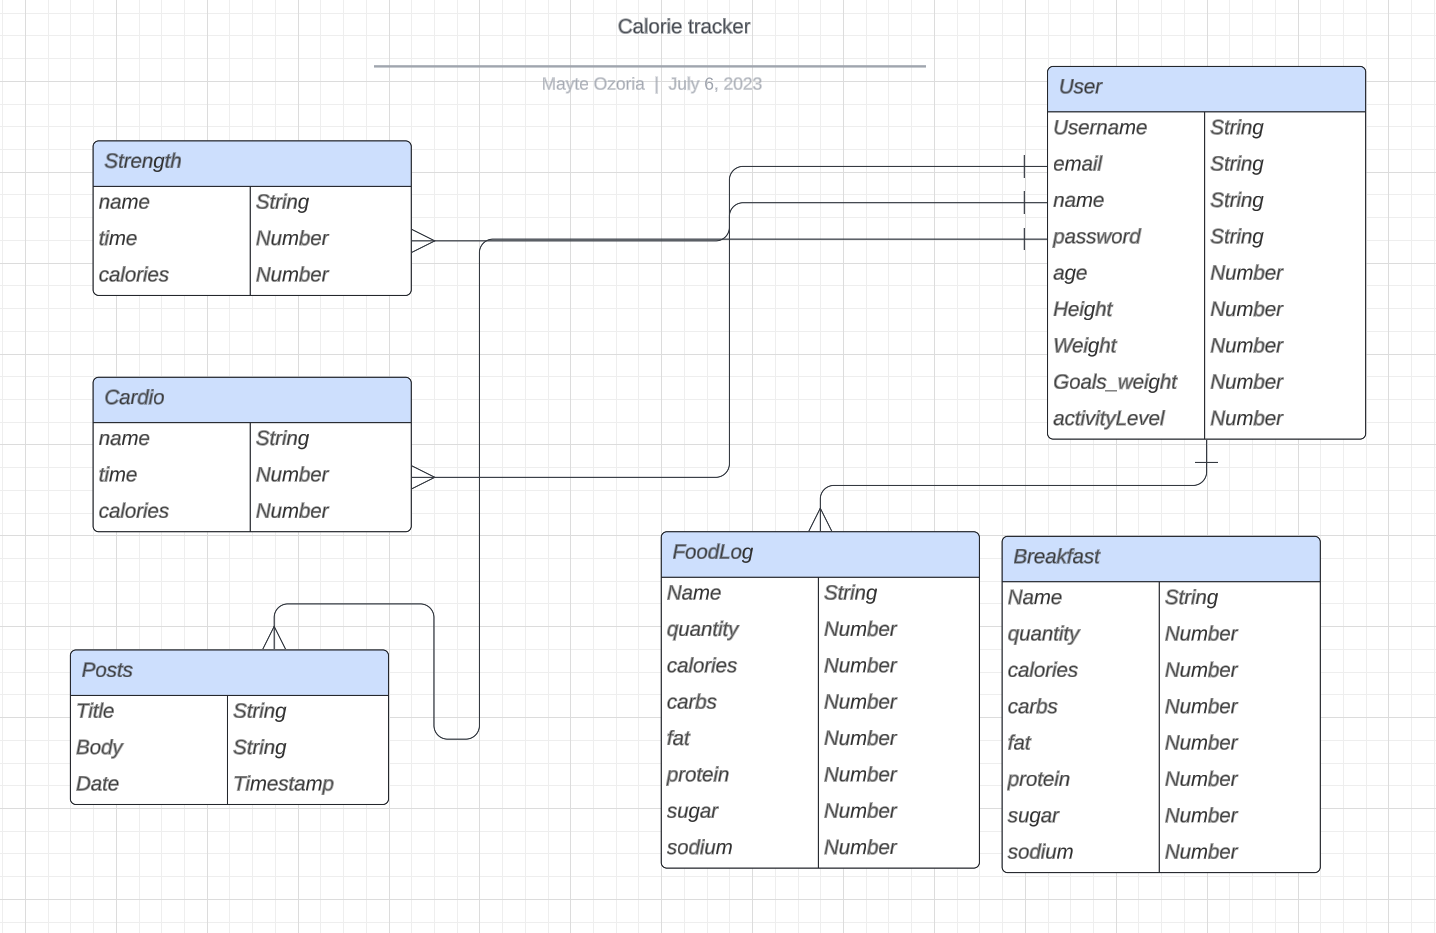 Calorie tracker
Mayte Ozoria | July 6, 2023
User
Username String
email String
name String
password String
age Number
Height Number
Weight Number
Goals_weight Number
activityLevel Number
Strength
name String
time Number
calories Number
Cardio
name String
time Number
calories Number
Posts
Title String
Body String
Date Timestamp
FoodLog
Name String
quantity Number
calories Number
carbs Number
fat Number
protein Number
sugar Number
sodium Number
Breakfast
Name String
quantity Number
calories Number
carbs Number
fat Number
protein Number
sugar Number
sodium Number